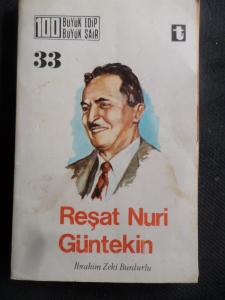 100 BÜYÜK EDİP
BÜYÜK ŞAİR
t
33
Reşat Nuri
Güntekin
İbrahim Zeki Burdurlu